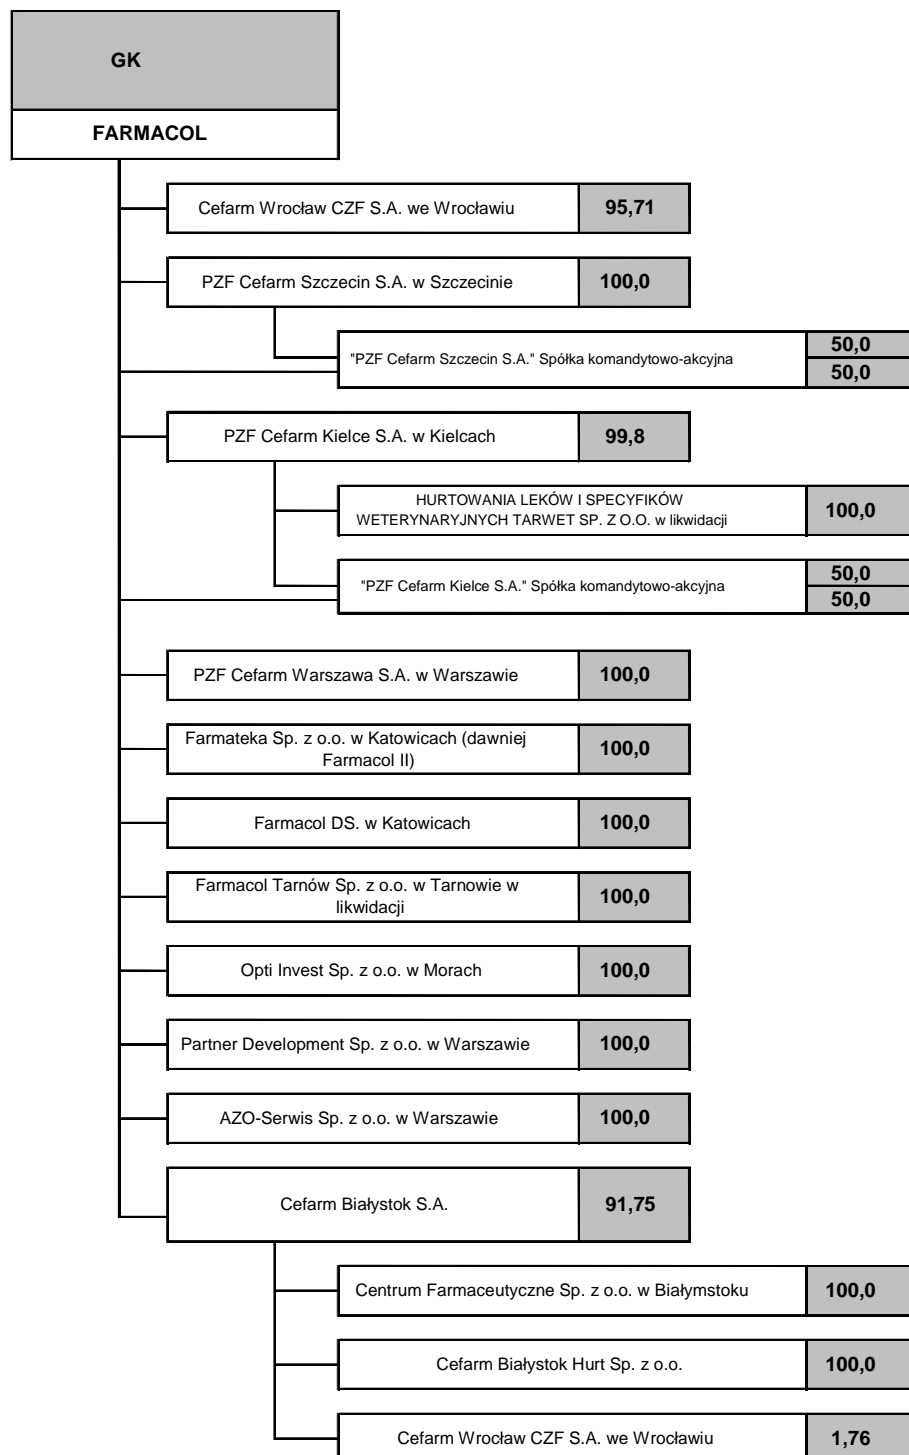 GK
FARMACOL
Cefarm Wrocław CZF S.A. we Wrocławiu 95,71
PZF Cefarm Szczecin S.A. w Szczecinie 100,0
"PZF Cefarm Szczecin S.A." Spółka komandytowo-akcyjna 50,0
50,0
PZF Cefarm Kielce S.A. w Kielcach 99,8
HURTOWANIA LEKÓW I SPECYFIKÓW
WETERYNARYJNYCH TARWET SP. Z O.O. w likwidacji 100,0
"PZF Cefarm Kielce S.A." Spółka komandytowo-akcyjna 50,0
50,0
PZF Cefarm Warszawa S.A. w Warszawie 100,0
Farmateka Sp. z o.o. w Katowicach (dawniej
Farmacol II) 100,0
Farmacol DS. w Katowicach 100,0
Farmacol Tarnów Sp. z o.o. w Tarnowie w
likwidacji 100,0
Opti Invest Sp. z o.o. w Morach 100,0
Partner Development Sp. z o.o. w Warszawie 100,0
AZO-Serwis Sp. z o.o. w Warszawie 100,0
Cefarm Białystok S.A. 91,75
Centrum Farmaceutyczne Sp. z o.o. w Białymstoku 100,0
Cefarm Białystok Hurt Sp. z o.o. 100,0
Cefarm Wrocław CZF S.A. we Wrocławiu 1,76